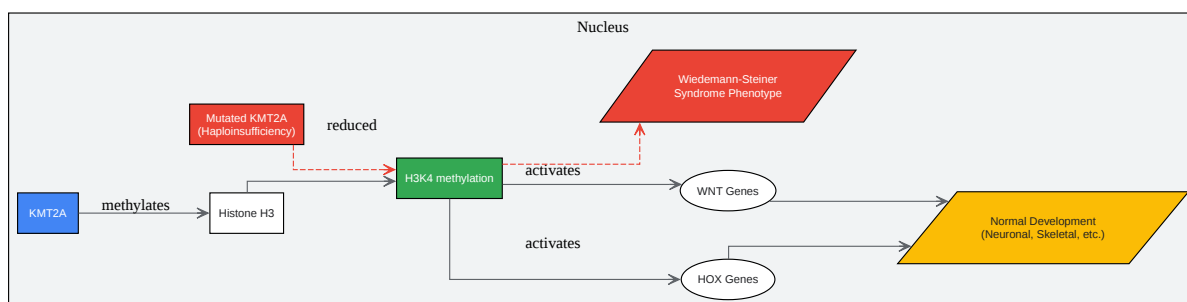 Nucleus
Wiedemann-Steiner
Syndrome Phenotype
Mutated KMT2A
(Haploinsufficiency)
reduced
H3K4 methylation
activates
WNT Genes
KMT2A
methylates
Histone H3
Normal Development
(Neuronal, Skeletal, etc.)
activates
HOX Genes